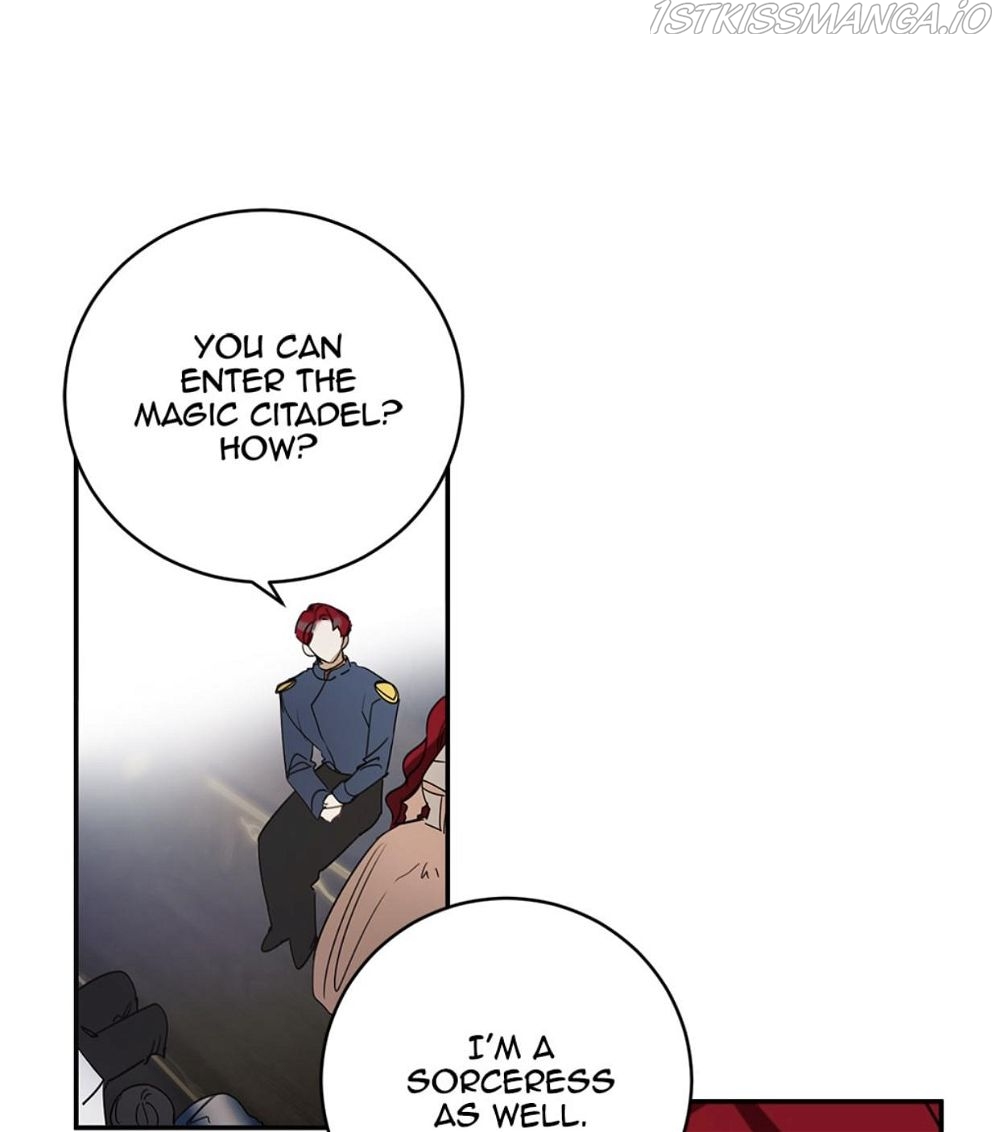 1STKISSMANGA.IO
YOU CAN
ENTER THE
MAGIC CITADEL?
HOW?
I'M A
SORCERESS
AS WELL.